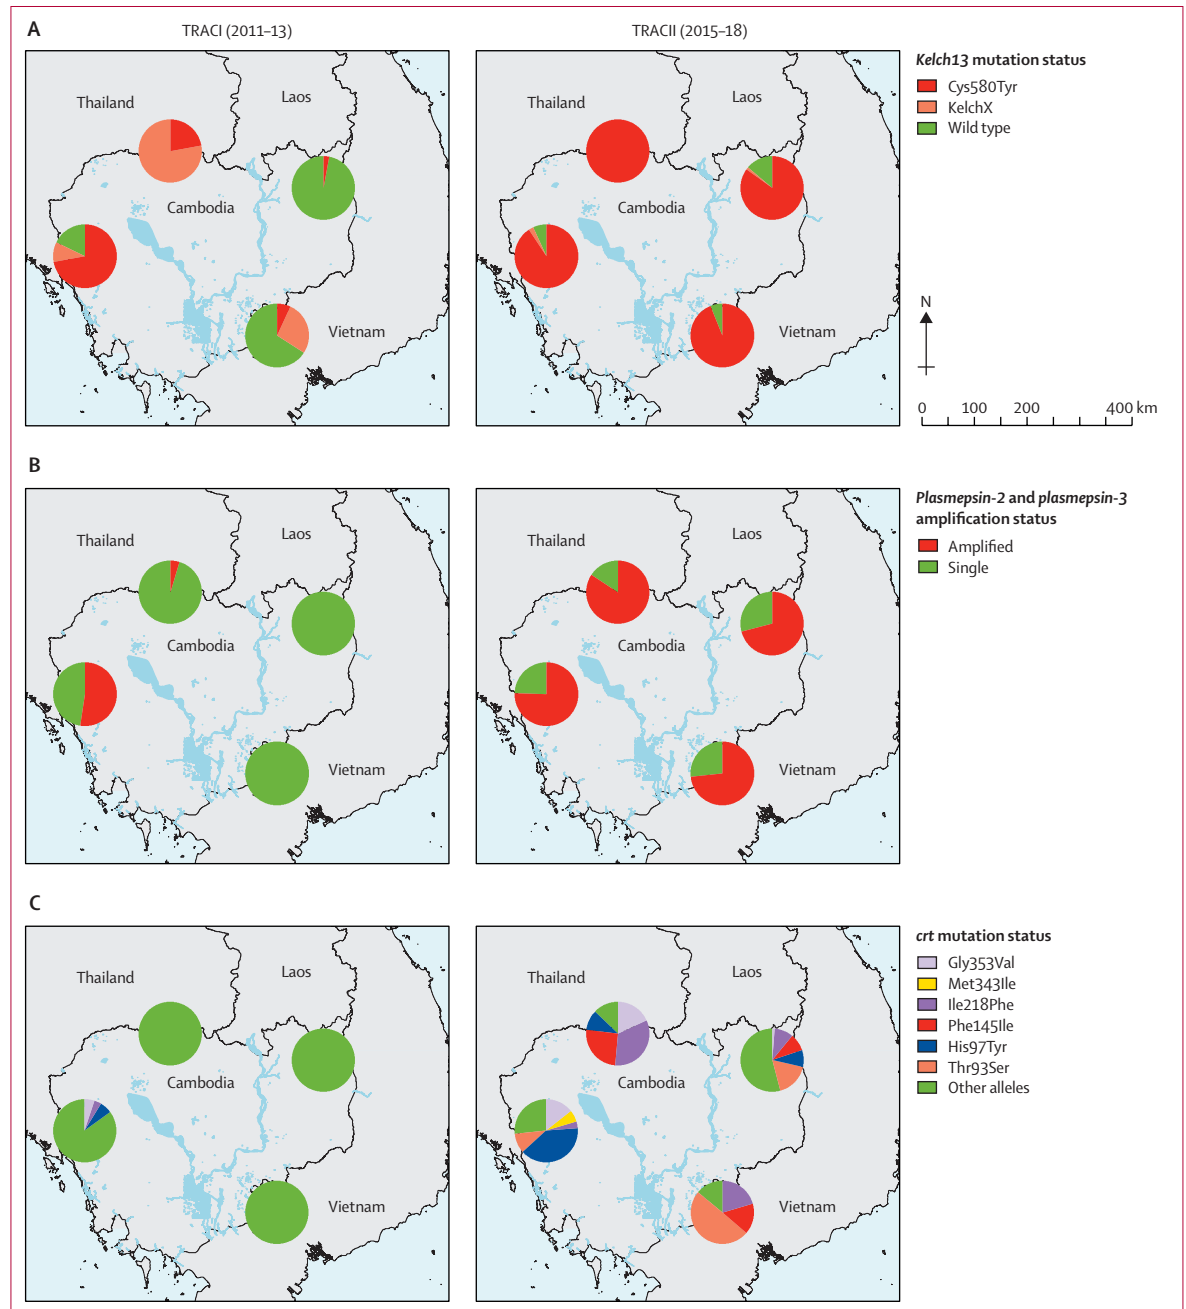 A
TRACI (2011–13)
TRACII (2015–18)
Thailand
Laos
Cambodia
Vietnam
Thailand
Laos
Cambodia
Vietnam
Kelch13 mutation status
Cys580Tyr
KelchX
Wild type
N
0 100 200 400 km
B
Thailand
Laos
Cambodia
Vietnam
Thailand
Laos
Cambodia
Vietnam
Plasmepsin-2 and plasmepsin-3
amplification status
Amplified
Single
C
Thailand
Laos
Cambodia
Vietnam
Thailand
Laos
Cambodia
Vietnam
crt mutation status
Gly353Val
Met343Ile
Ile218Phe
Phe145Ile
His97Tyr
Thr93Ser
Other alleles